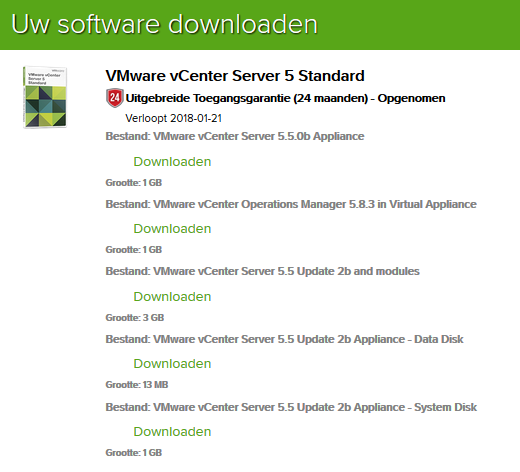 Uw software downloaden
VMware vCenter
Server 5
Standard
VMware vCenter Server 5 Standard
24 Uitgebreide Toegangsgarantie (24 maanden) - Opgenomen
Verloopt 2018-01-21
Bestand: VMware vCenter Server 5.5.0b Appliance
Downloaden
Grootte: 1 GB
Bestand: VMware vCenter Operations Manager 5.8.3 in Virtual Appliance
Downloaden
Grootte: 1 GB
Bestand: VMware vCenter Server 5.5 Update 2b and modules
Downloaden
Grootte: 3 GB
Bestand: VMware vCenter Server 5.5 Update 2b Appliance - Data Disk
Downloaden
Grootte: 13 MB
Bestand: VMware vCenter Server 5.5 Update 2b Appliance - System Disk
Downloaden
Grootte: 1 GB